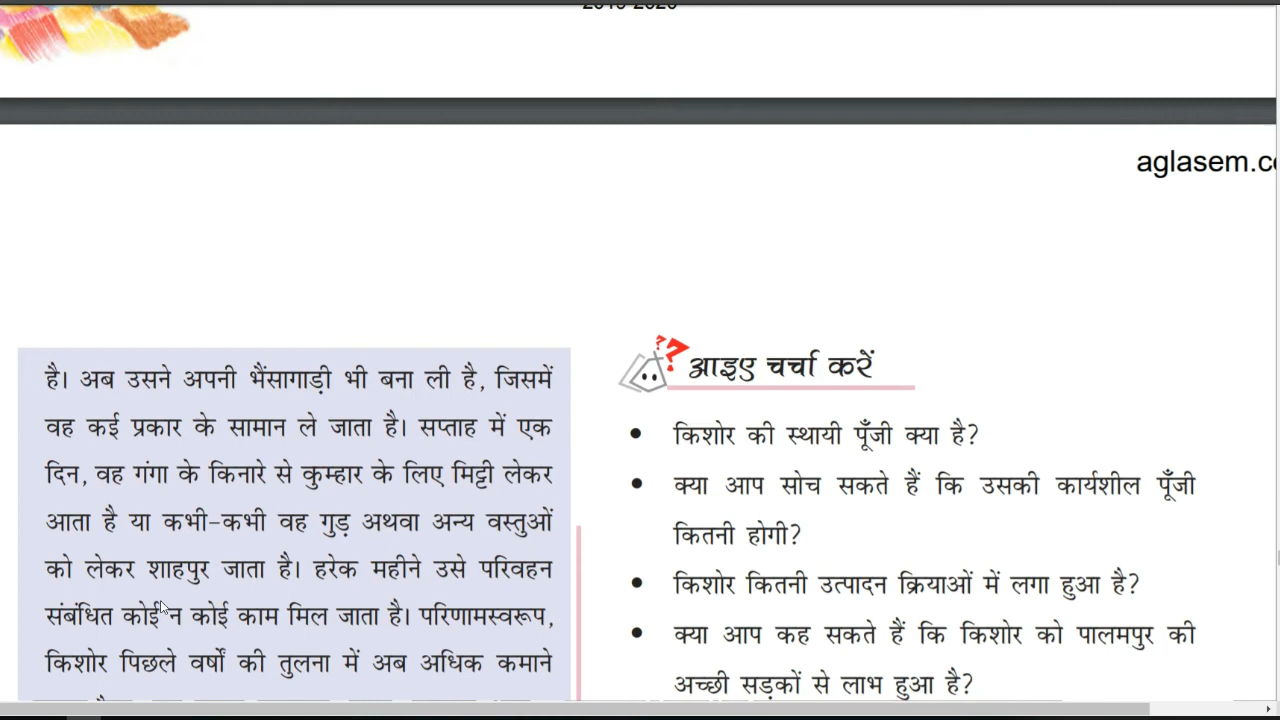 aglasem.c
है। अब उसने अपनी भैंसागाड़ी भी बना ली है, जिसमें
वह कई प्रकार के सामान ले जाता है। सप्ताह में एक
दिन, वह गंगा के किनारे से कुम्हार के लिए मिट्टी लेकर
आता है या कभी-कभी वह गुड़ अथवा अन्य वस्तुओं
को लेकर शाहपुर जाता है। हरेक महीने उसे परिवहन
संबंधित कोई न कोई काम मिल जाता है। परिणामस्वरूप,
किशोर पिछले वर्षों की तुलना में अब अधिक कमाने
आइए चर्चा करें
• किशोर की स्थायी पूँजी क्या है?
• क्या आप सोच सकते हैं कि उसकी कार्यशील पूँजी
कितनी होगी?
• किशोर कितनी उत्पादन क्रियाओं में लगा हुआ है?
• क्या आप कह सकते हैं कि किशोर को पालमपुर की
अच्छी सड़कों से लाभ हुआ है?